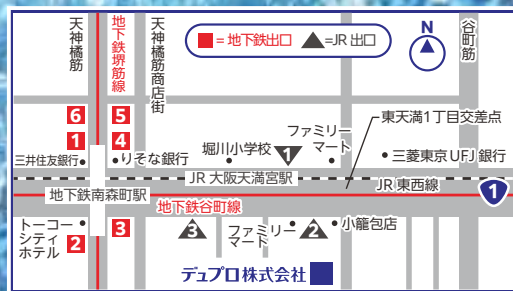 天神橋筋
地下鉄堺筋線
天神橋筋商店街
=地下鉄出口
=JR出口
N
谷町筋
6
5
1
4
三井住友銀行
りそな銀行
堀川小学校
1
ファミリー
マート
東天満1丁目交差点
三菱東京UFJ銀行
JR大阪天満宮駅
JR東西線
地下鉄南森町駅
1
地下鉄谷町線
トーコー
シティ
ホテル
2
3
3
ファミリー
マート
2
小籠包店
デュプロ株式会社